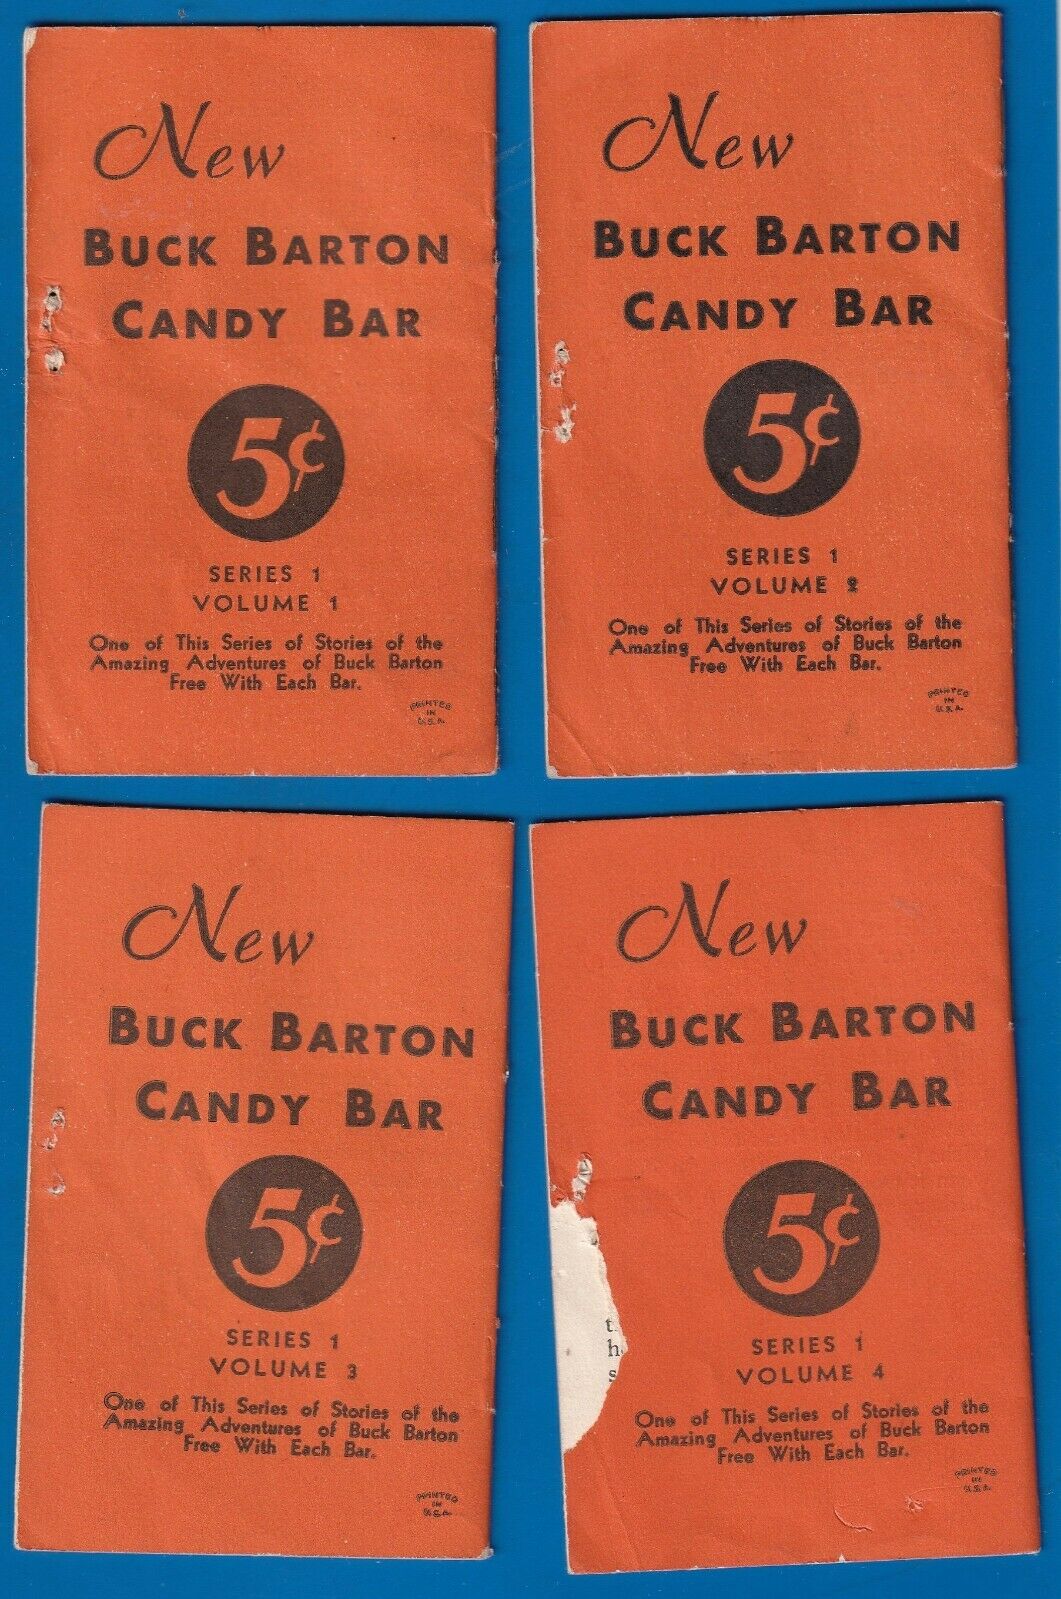 New
BUCK BARTON
CANDY BAR
5¢
SERIES 1
VOLUME 1
One of This Series of Stories of the
Amazing Adventures of Buck Barton
Free With Each Bar.
PRINTED
IN
U.S.A.
New
BUCK BARTON
CANDY BAR
5¢
SERIES 1
VOLUME 2
One of This Series of Stories of the
Amazing Adventures of Buck Barton
Free With Each Bar.
PRINTED
IN
U.S.A.
New
BUCK BARTON
CANDY BAR
5¢
SERIES 1
VOLUME 3
One of This Series of Stories of the
Amazing Adventures of Buck Barton
Free With Each Bar.
PRINTED
IN
U.S.A.
New
BUCK BARTON
CANDY BAR
5¢
SERIES 1
VOLUME 4
One of This Series of Stories of the
Amazing Adventures of Buck Barton
Free With Each Bar.
PRINTED
IN
U.S.A.